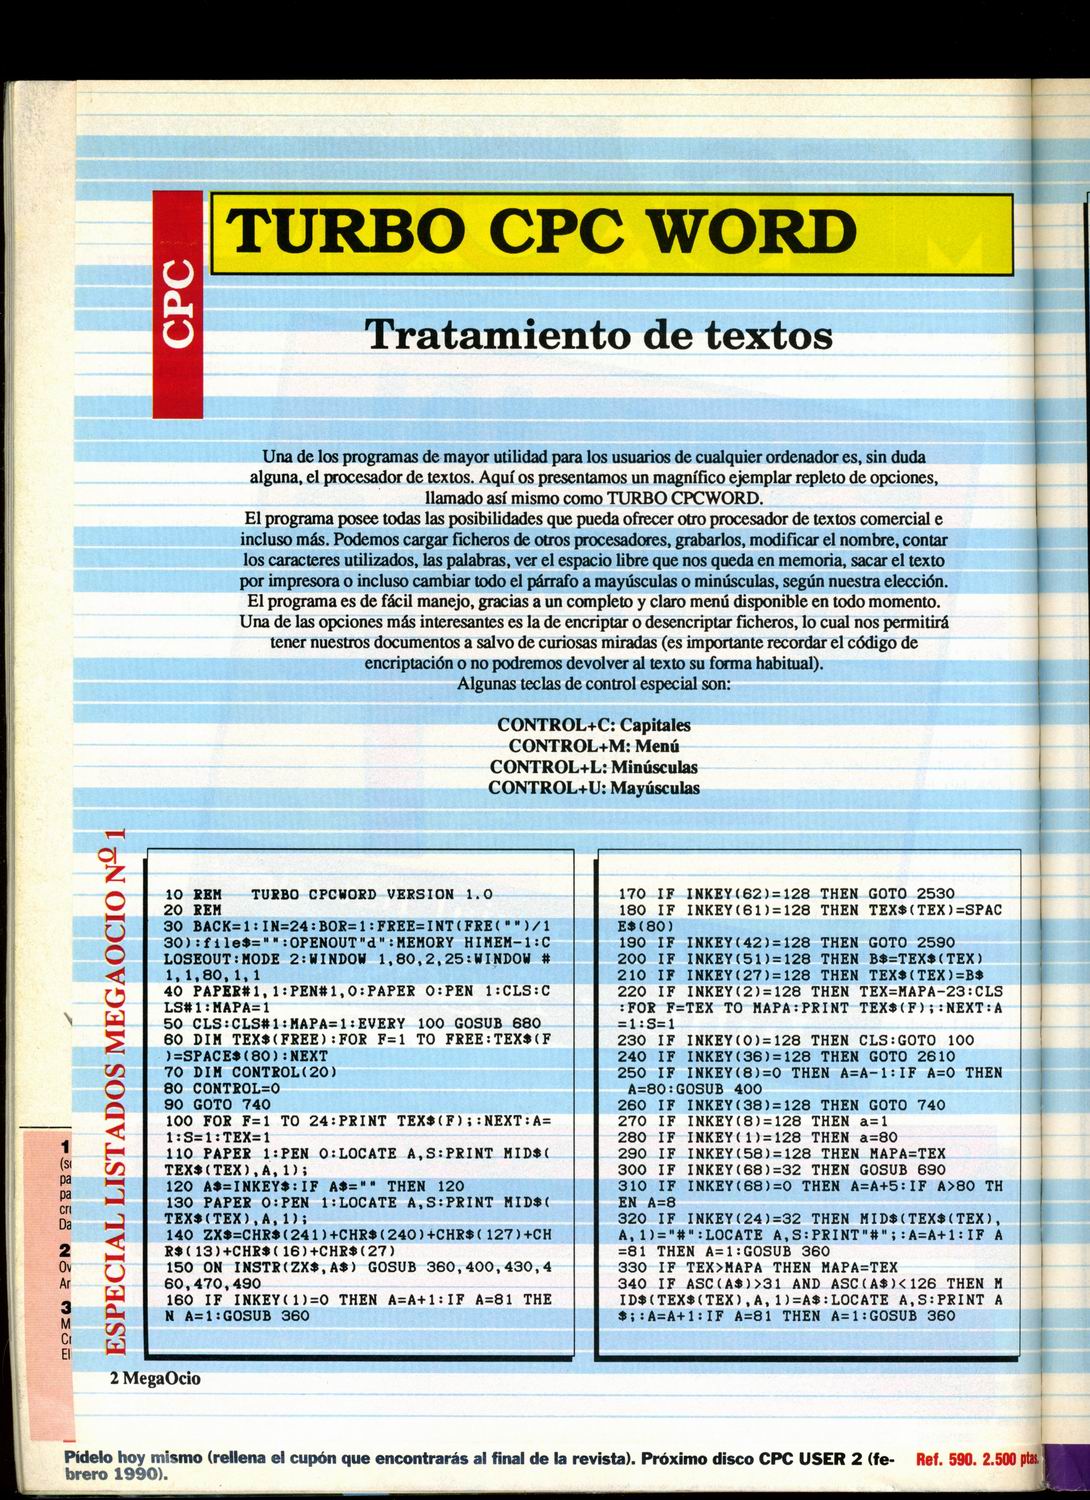 CPC
TURBO CPC WORD
Tratamiento de textos
Una de los programas de mayor utilidad para los usuarios de cualquier ordenador es, sin duda
alguna, el procesador de textos. Aquí os presentamos un magnífico ejemplar repleto de opciones,
llamado así mismo como TURBO CPCWORD.
El programa posee todas las posibilidades que pueda ofrecer otro procesador de textos comercial e
incluso más. Podemos cargar ficheros de otros procesadores, grabarlos, modificar el nombre, contar
los caracteres utilizados, las palabras, ver el espacio libre que nos queda en memoria, sacar el texto
por impresora o incluso cambiar todo el párrafo a mayúsculas o minúsculas, según nuestra elección.
El programa es de fácil manejo, gracias a un completo y claro menú disponible en todo momento.
Una de las opciones más interesantes es la de encriptar o desencriptar ficheros, lo cual nos permitirá
tener nuestros documentos a salvo de curiosas miradas (es importante recordar el código de
encriptación o no podremos devolver al texto su forma habitual).
Algunas teclas de control especial son:
CONTROL+C: Capitales
CONTROL+M: Menú
CONTROL+L: Minúsculas
CONTROL+U: Mayúsculas
ESPECIAL LISTADOS MEGAOCIO Nº 1
10 REM    TURBO CPCWORD VERSION 1.0
20 REM
30 BACK=1:IN=24:BOR=1:FREE=INT(FRE("")/1
30):file$="":OPENOUT"d":MEMORY HIMEM-1:C
LOSEOUT:MODE 2:WINDOW 1,80,2,25:WINDOW #
1,1,80,1,1
40 PAPER#1,1:PEN#1,0:PAPER 0:PEN 1:CLS:C
LS#1:MAPA=1
50 CLS:CLS#1:MAPA=1:EVERY 100 GOSUB 680
60 DIM TEX$(FREE):FOR F=1 TO FREE:TEX$(F
)=SPACE$(80):NEXT
70 DIM CONTROL(20)
80 CONTROL=0
90 GOTO 740
100 FOR F=1 TO 24:PRINT TEX$(F);:NEXT:A=
1:S=1:TEX=1
110 PAPER 1:PEN 0:LOCATE A,S:PRINT MID$(
TEX$(TEX),A,1);
120 A$=INKEY$:IF A$="" THEN 120
130 PAPER 0:PEN 1:LOCATE A,S:PRINT MID$(
TEX$(TEX),A,1);
140 ZX$=CHR$(241)+CHR$(240)+CHR$(127)+CH
R$(13)+CHR$(16)+CHR$(27)
150 ON INSTR(ZX$,A$) GOSUB 360,400,430,4
60,470,490
160 IF INKEY(1)=0 THEN A=A+1:IF A=81 THE
N A=1:GOSUB 360
170 IF INKEY(62)=128 THEN GOTO 2530
180 IF INKEY(61)=128 THEN TEX$(TEX)=SPAC
E$(80)
190 IF INKEY(42)=128 THEN GOTO 2590
200 IF INKEY(51)=128 THEN B$=TEX$(TEX)
210 IF INKEY(27)=128 THEN TEX$(TEX)=B$
220 IF INKEY(2)=128 THEN TEX=MAPA-23:CLS
:FOR F=TEX TO MAPA:PRINT TEX$(F);:NEXT:A
=1:S=1
230 IF INKEY(0)=128 THEN CLS:GOTO 100
240 IF INKEY(36)=128 THEN GOTO 2610
250 IF INKEY(8)=0 THEN A=A-1:IF A=0 THEN
A=80:GOSUB 400
260 IF INKEY(38)=128 THEN GOTO 740
270 IF INKEY(8)=128 THEN a=1
280 IF INKEY(1)=128 THEN a=80
290 IF INKEY(58)=128 THEN MAPA=TEX
300 IF INKEY(68)=32 THEN GOSUB 690
310 IF INKEY(68)=0 THEN A=A+5:IF A>80 TH
EN A=8
320 IF INKEY(24)=32 THEN MID$(TEX$(TEX),
A,1)="#":LOCATE A,S:PRINT"#";:A=A+1:IF A
=81 THEN A=1:GOSUB 360
330 IF TEX>MAPA THEN MAPA=TEX
340 IF ASC(A$)>31 AND ASC(A$)<126 THEN M
ID$(TEX$(TEX),A,1)=A$:LOCATE A,S:PRINT A
$;:A=A+1:IF A=81 THEN A=1:GOSUB 360
2 MegaOcio
1
pa
pa
Da
2
Ov
3
M
El
Pídelo hoy mismo (rellena el cupón que encontrarás al final de la revista). Próximo disco CPC USER 2 (fe-
brero 1990).
Ref. 590. 2.500 ptas.